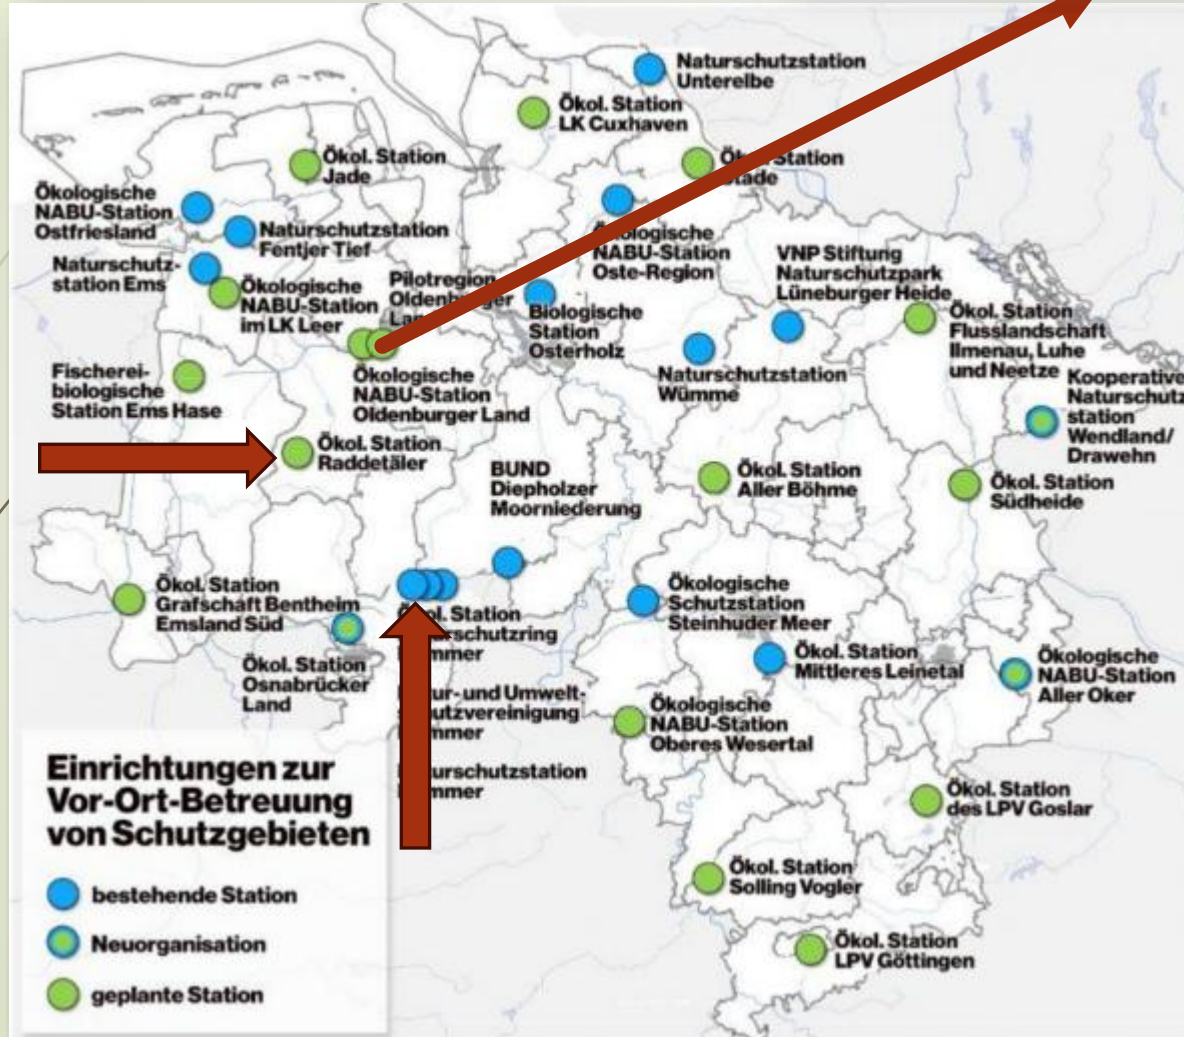 Naturschutzstation
Unterelbe
Ökol. Station
LK Cuxhaven
Ökol. Station
Jade
Station
Ökologische
NABU-Station
Ostfriesland
Naturschutzstation
Fentjer Tief
Ökologische
NABU-Station
Oste-Region
VNP Stiftung
Naturschutzpark
Lüneburger Heide
Naturschutz-
station Ems
Ökologische
NABU-Station
im LK Leer
Pilotregion
Oldenburger
Biologische
Station
Osterholz
Ökol. Station
Flusslandschaft
Ilmenau, Luhe
und Neetze
Fischerei-
biologische
Station Ems Hase
Ökologische
NABU-Station
Oldenburger Land
Naturschutzstation
Wümme
Kooperative
Naturschutz
station
Wendland/
Drawehn
Ökol. Station
Raddetäler
BUND
Diepholzer
Moorniederung
Ökol. Station
Aller Böhme
Ökol. Station
Südheide
Ökol. Station
Grafschaft Bentheim
Emsland Süd
Ökol. Station
Osnabrücker
Land
Station
Ökologische
Schutzstation
Steinhuder Meer
Ökol. Station
Mittleres Leinetal
Ökologische
NABU-Station
Aller Oker
Ökologische
NABU-Station
Oberes Wesertal
und Umwelt-
Ökol. Station
des LPV Goslar
Ökol. Station
Solling Vogler
Ökol. Station
LPV Göttingen
Einrichtungen zur
Vor-Ort-Betreuung
von Schutzgebieten
bestehende Station
Neuorganisation
geplante Station